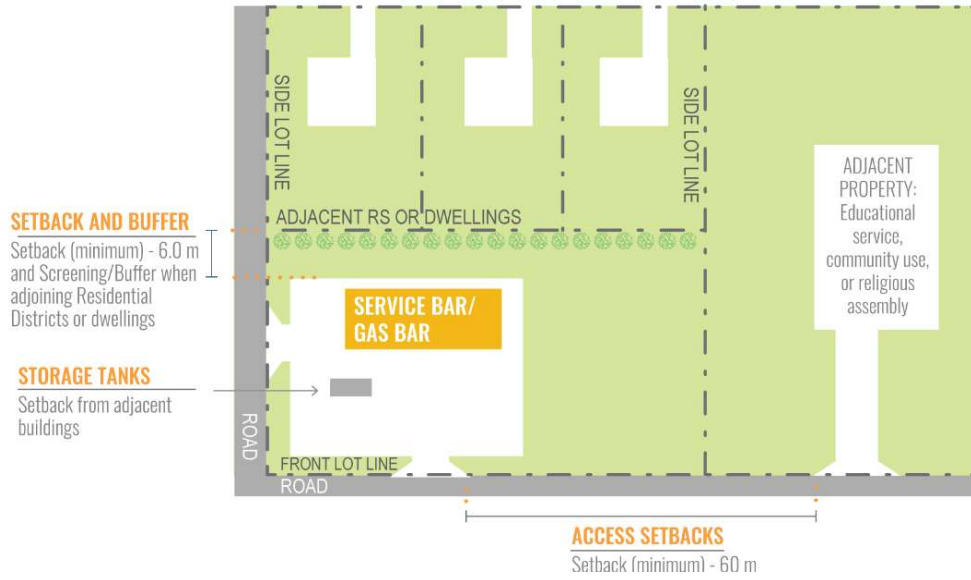 SIDE LOT LINE
SIDE LOT LINE
ADJACENT
PROPERTY:
Educational
service,
community use,
or religious
assembly
ADJACENT RS OR DWELLINGS
SETBACK AND BUFFER
Setback (minimum) - 6.0 m
and Screening/Buffer when
adjoining Residential
Districts or dwellings
SERVICE BAR/
GAS BAR
STORAGE TANKS
Setback from adjacent
buildings
ROAD
FRONT LOT LINE
ROAD
ACCESS SETBACKS
Setback (minimum) - 60 m